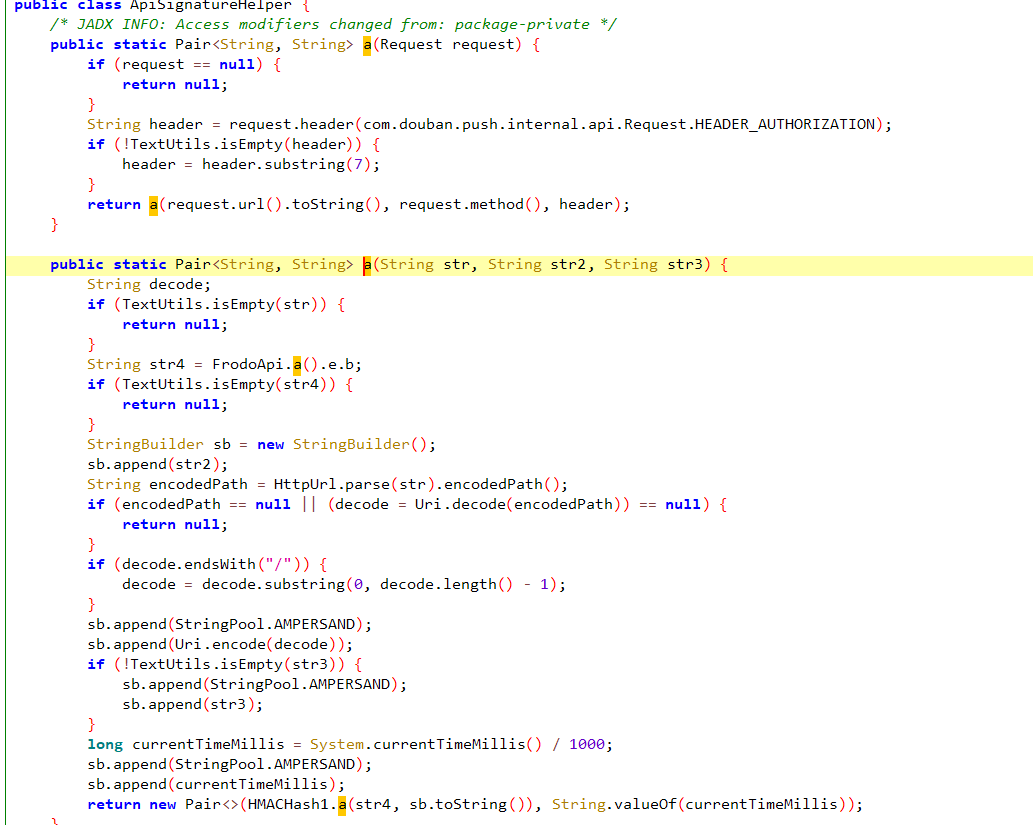 public class ApiSignatureHelper {
/* JADX INFO: Access modifiers changed from: package-private */
public static Pair<String, String> a(Request request) {
if (request == null) {
return null;
}
String header = request.header(com.douban.push.internal.api.Request.HEADER_AUTHORIZATION);
if (!TextUtils.isEmpty(header)) {
header = header.substring(7);
}
return a(request.url().toString(), request.method(), header);
}
public static Pair<String, String> a(String str, String str2, String str3) {
String decode;
if (TextUtils.isEmpty(str)) {
return null;
}
String str4 = FrodoApi.a().e.b;
if (TextUtils.isEmpty(str4)) {
return null;
}
StringBuilder sb = new StringBuilder();
sb.append(str2);
String encodedPath = HttpUrl.parse(str).encodedPath();
if (encodedPath == null || (decode = Uri.decode(encodedPath)) == null) {
return null;
}
if (decode.endsWith("/")) {
decode = decode.substring(0, decode.length() - 1);
}
sb.append(StringPool.AMPERSAND);
sb.append(Uri.encode(decode));
if (!TextUtils.isEmpty(str3)) {
sb.append(StringPool.AMPERSAND);
sb.append(str3);
}
long currentTimeMillis = System.currentTimeMillis() / 1000;
sb.append(StringPool.AMPERSAND);
sb.append(currentTimeMillis);
return new Pair<>(HMACHash1.a(str4, sb.toString()), String.valueOf(currentTimeMillis));
}